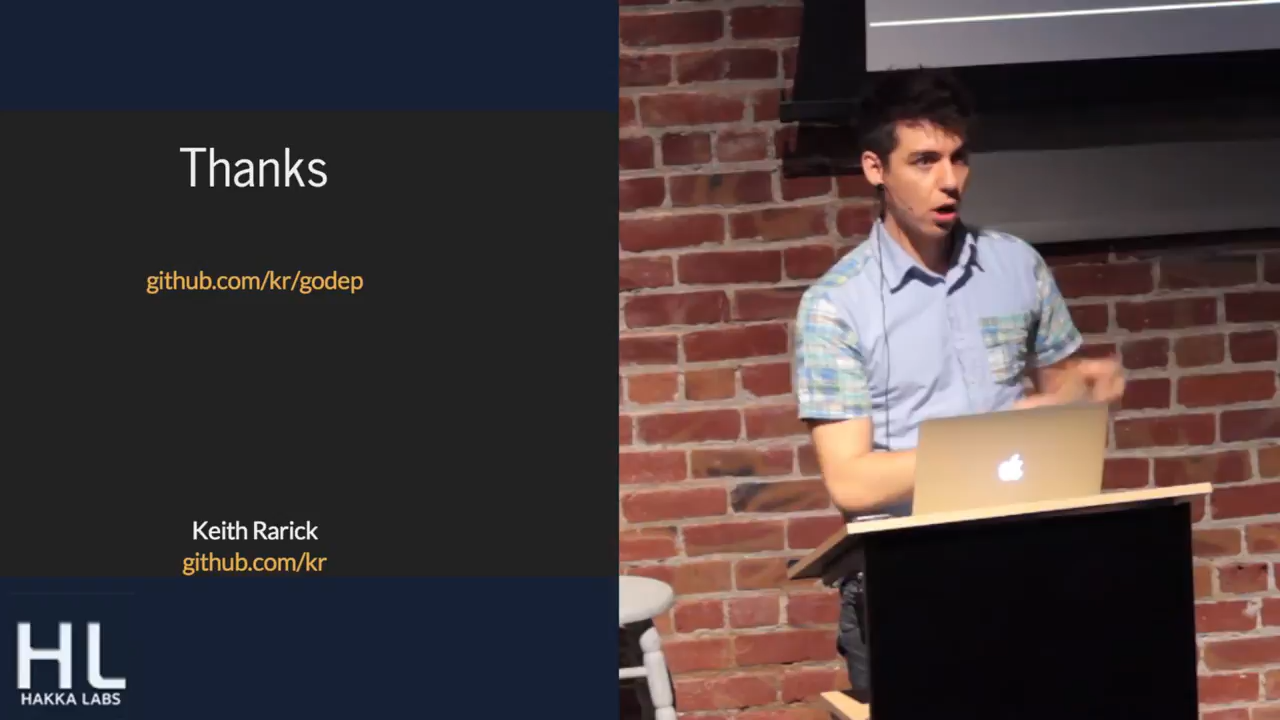 Thanks
github.com/kr/godep
Keith Rarick
github.com/kr
HL
HAKKA LABS